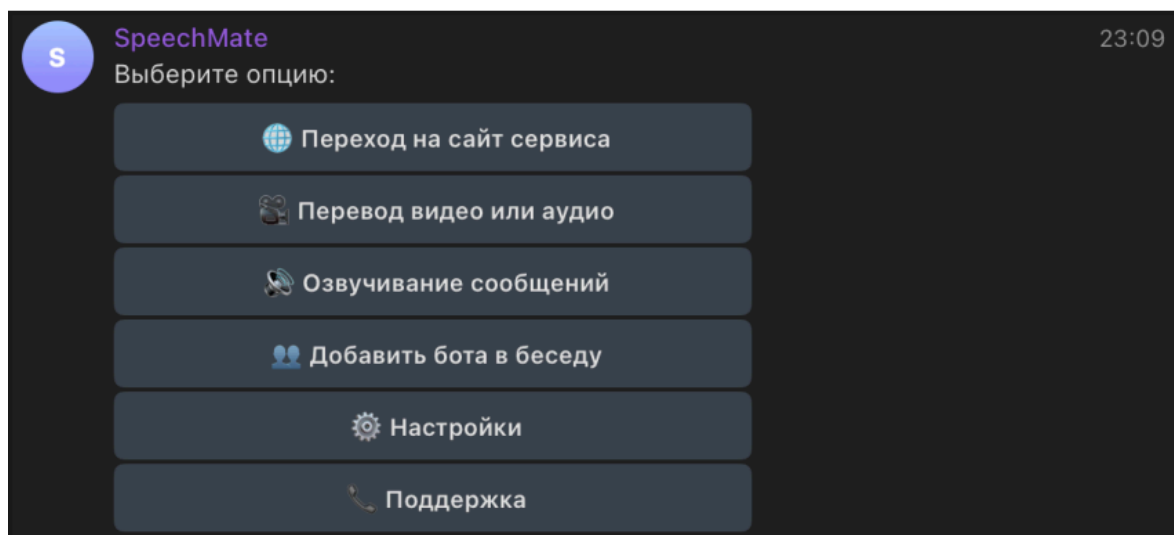 S
SpeechMate 23:09
Выберите опцию:
Переход на сайт сервиса
Перевод видео или аудио
Озвучивание сообщений
Добавить бота в беседу
Настройки
Поддержка